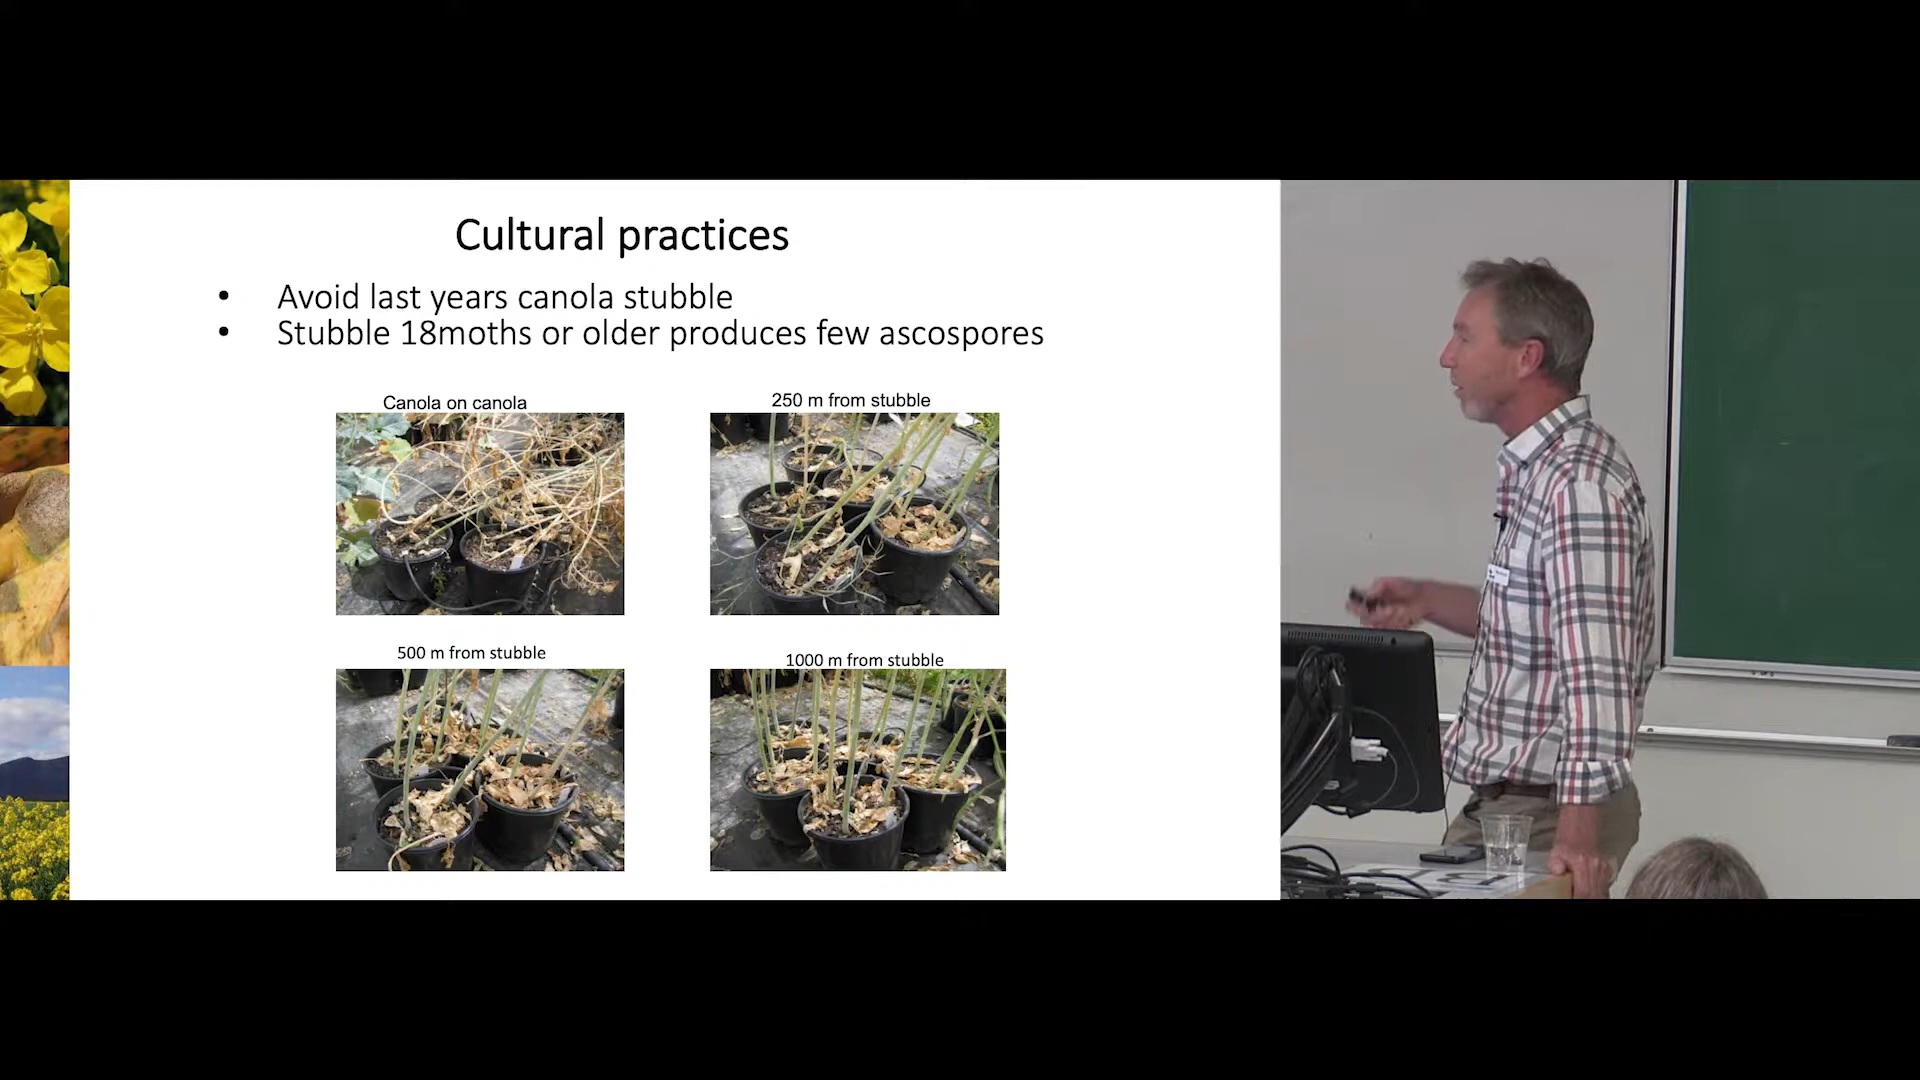 Cultural practices
• Avoid last years canola stubble
• Stubble 18moths or older produces few ascospores
Canola on canola
250 m from stubble
500 m from stubble
1000 m from stubble